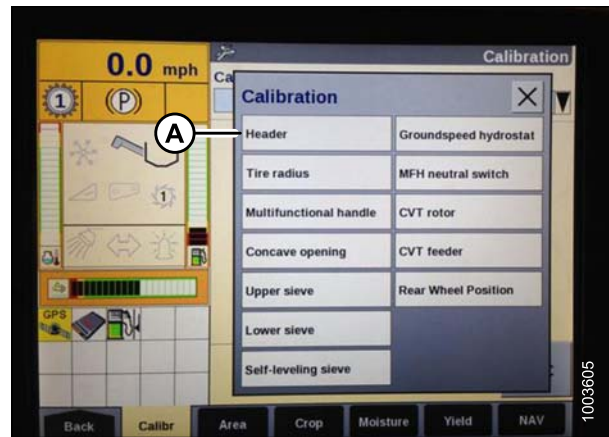 0.0 mph
1
(P)
1
GPS
Calibration
Ca
Calibration
Header
Groundspeed hydrostat
Tire radius
MFH neutral switch
Multifunctional handle
CVT rotor
Concave opening
CVT feeder
Upper sieve
Rear Wheel Position
Lower sieve
Self-leveling sieve
Back
Calibr
Area
Crop
Moisture
Yield
NAV
A
1003605